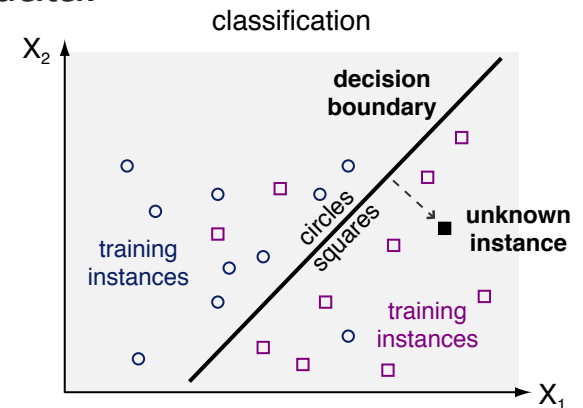 classification
X2
decision
boundary
circles
squares
unknown
instance
training
instances
training
instances
X1